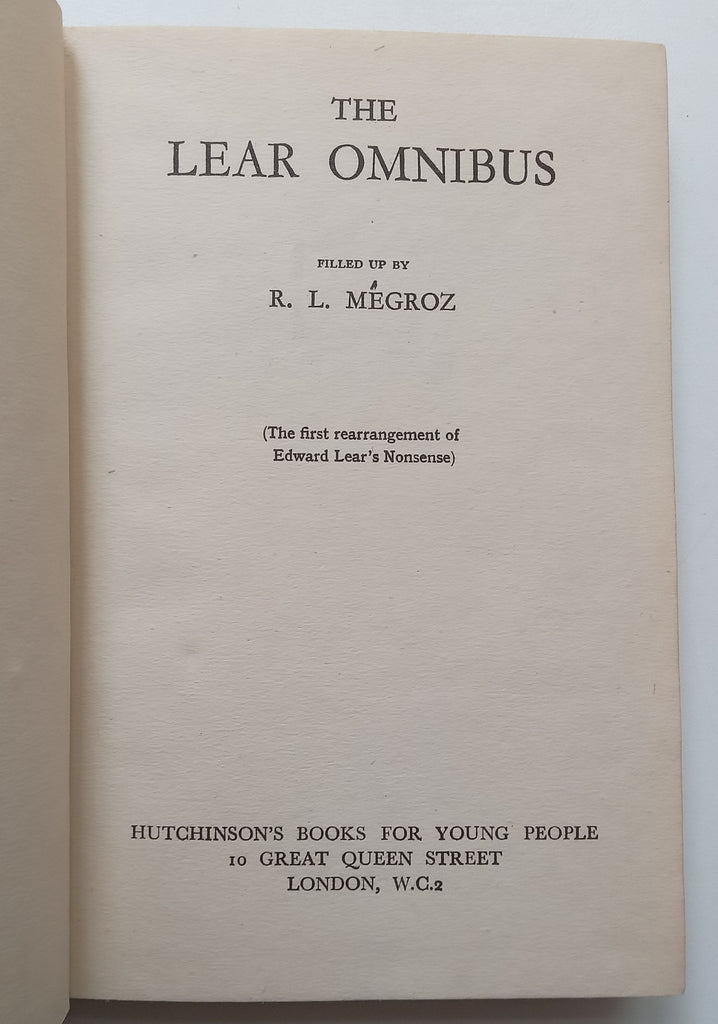 THE
LEAR OMNIBUS
FILLED UP BY
R. L. MÉGROZ
(The first rearrangement of
Edward Lear's Nonsense)
HUTCHINSON'S BOOKS FOR YOUNG PEOPLE
10 GREAT QUEEN STREET
LONDON, W.C.2